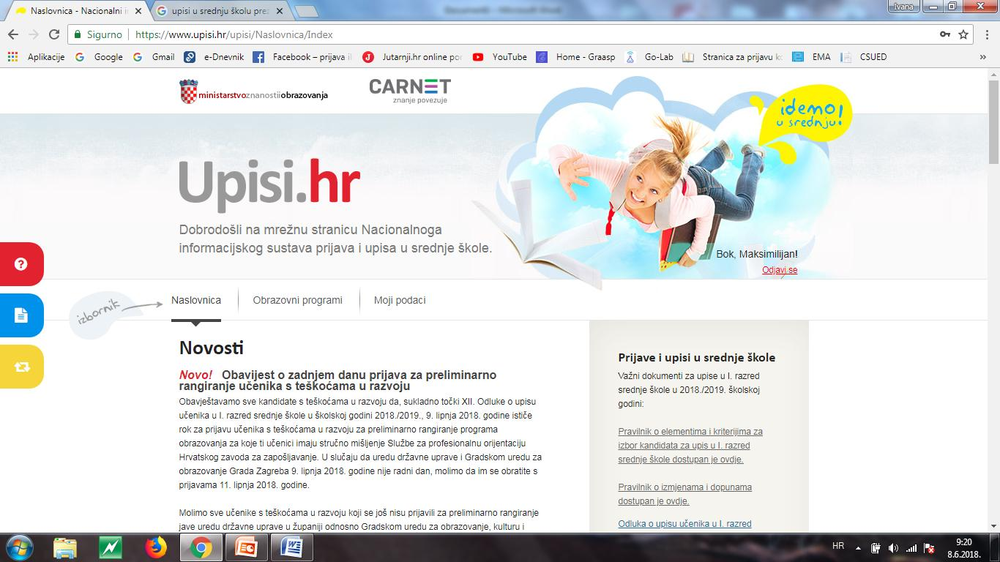 Naslovnica - Nacionalni i
upisi u srednju školu prez
Ivana
Sigurno
https://www.upisi.hr/upisi/Naslovnica/Index
Aplikacije
Google
Gmail
e-Dnevnik
Facebook – prijava il
Jutarnji.hr online por
YouTube
Home - Graasp
Go-Lab
Stranica za prijavu ko
EMA
CSUED
»
ministarstvoznanostiiobrazovanja
CARNET
znanje povezuje
idemo!
u srednju!
Upisi.hr
Dobrodošli na mrežnu stranicu Nacionalnoga
informacijskog sustava prijava i upisa u srednje škole.
Bok, Maksimilijan!
Odjavi se
izbornik
Naslovnica
Obrazovni programi
Moji podaci
Novosti
Novo! Obavijest o zadnjem danu prijava za preliminarno
rangiranje učenika s teškoćama u razvoju
Obavještavamo sve kandidate s teškoćama u razvoju da, sukladno točki XII. Odluke o upisu
učenika u I. razred srednje škole u školskoj godini 2018./2019., 9. lipnja 2018. godine ističe
rok za prijavu učenika s teškoćama u razvoju za preliminarno rangiranje programa
obrazovanja za koje ti učenici imaju stručno mišljenje Službe za profesionalnu orijentaciju
Hrvatskog zavoda za zapošljavanje. U slučaju da uredu državne uprave i Gradskom uredu za
obrazovanje Grada Zagreba 9. lipnja 2018. godine nije radni dan, molimo da im se obratite s
prijavama 11. lipnja 2018. godine.
Molimo sve učenike s teškoćama u razvoju koji se još nisu prijavili za preliminarno rangiranje
jave uredu državne uprave u županiji odnosno Gradskom uredu za obrazovanje, kulturu i
Prijave i upisi u srednje škole
Važni dokumenti za upise u I. razred
srednje škole u 2018./2019. školskoj
godini:
Pravilnik o elementima i kriterijima za
izbor kandidata za upis u I. razred
srednje škole dostupan je ovdje.
Pravilnik o izmjenama i dopunama
dostupan je ovdje.
Odluka o upisu učenika u I. razred
HR
9:20
8.6.2018.